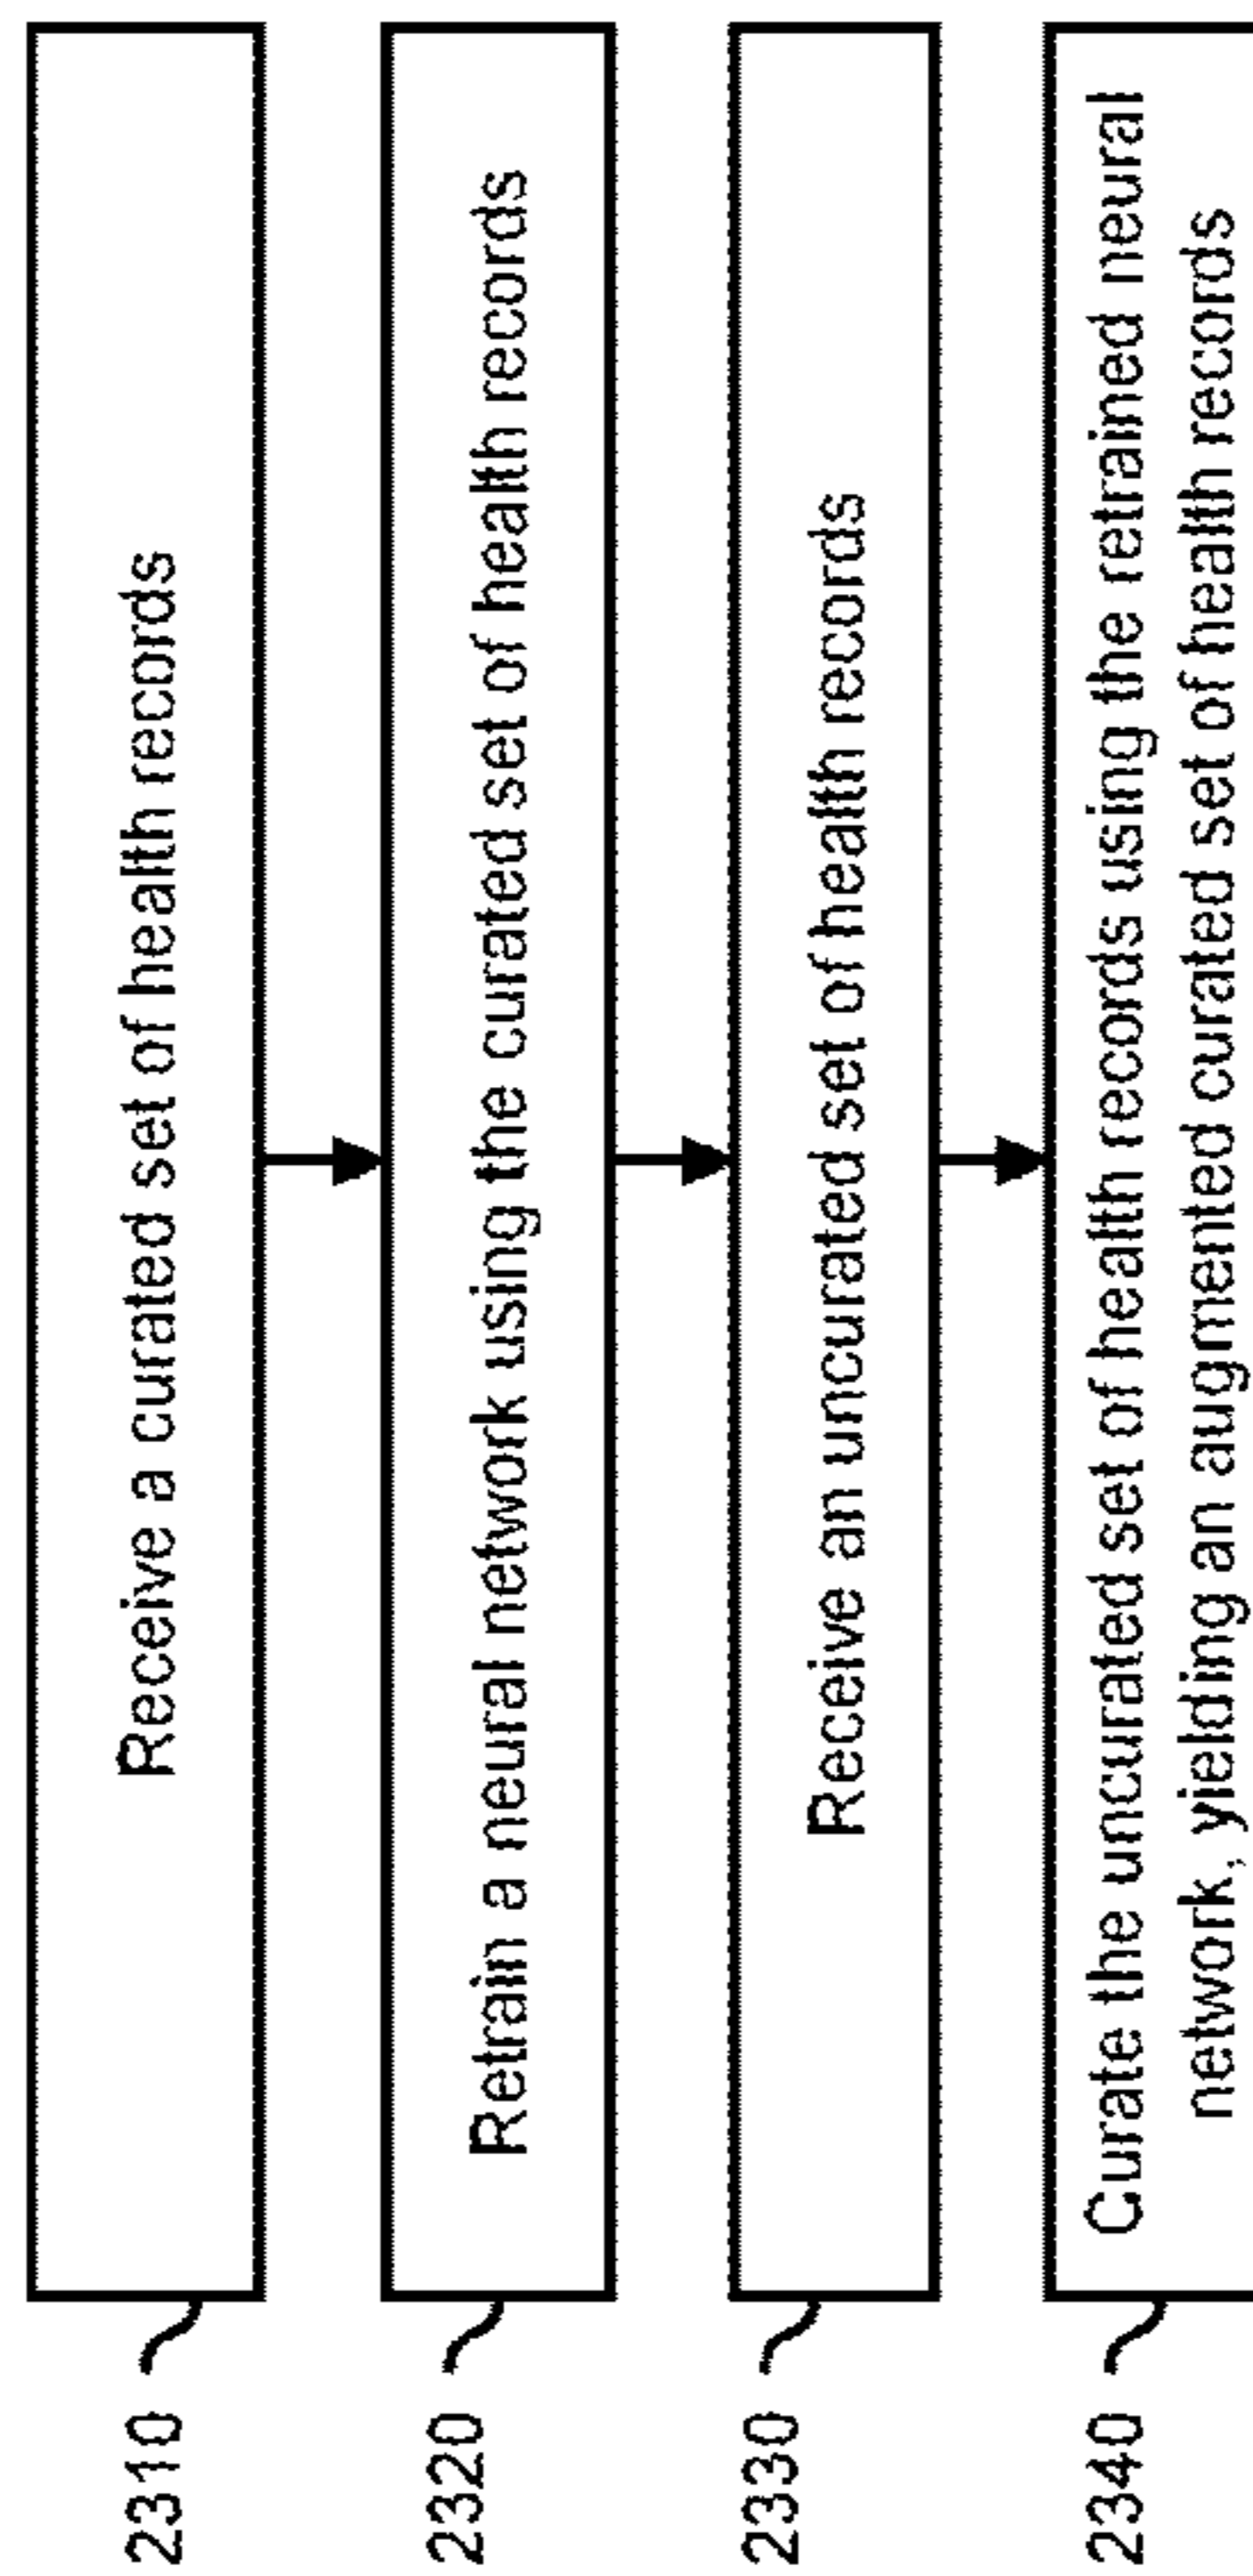 2310
Receive a curated set of health records
2320
Retrain a neural network using the curated set of health records
2330
Receive an uncurated set of health records
2340
Curate the uncurated set of health records using the retrained neural
network, yielding an augmented curated set of health records